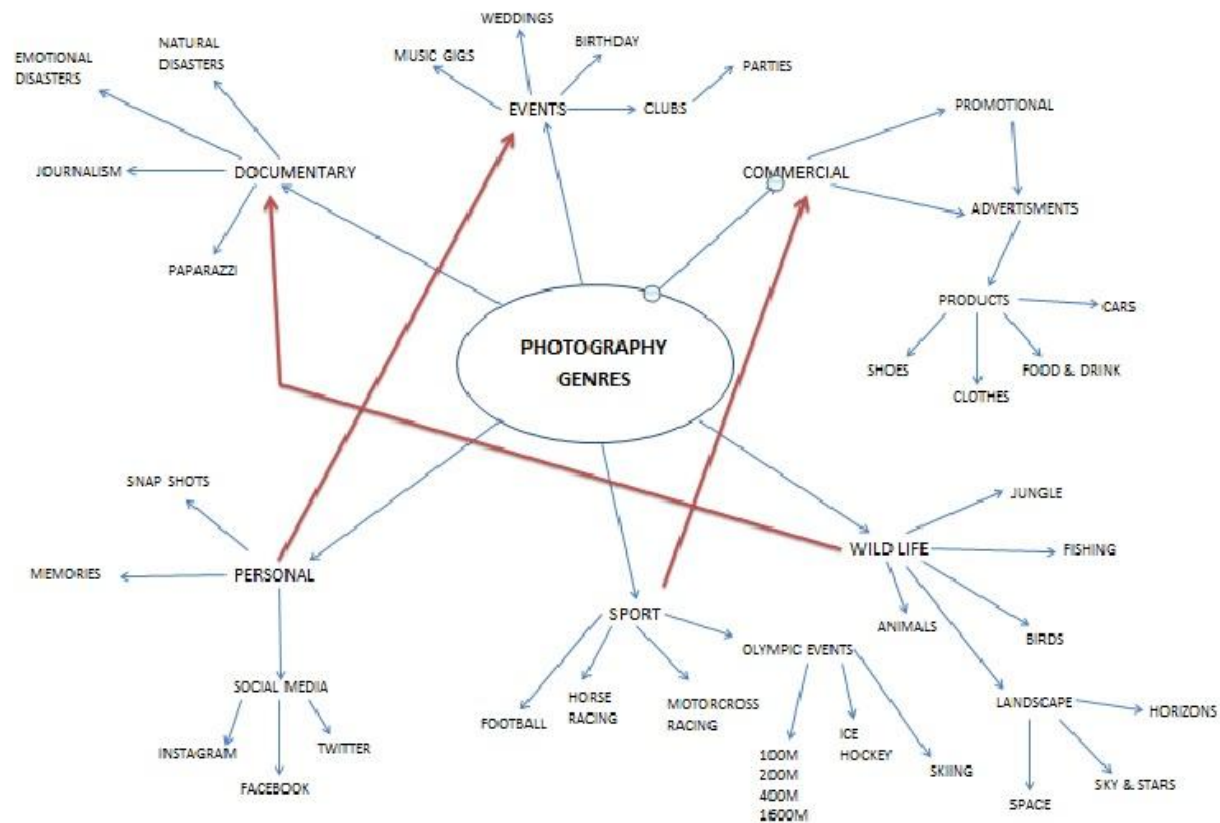 WEDDINGS
NATURAL
DISASTERS
BIRTHDAY
EMOTIONAL
DISASTERS
MUSIC GIGS
PARTIES
EVENTS
CLUBS
PROMOTIONAL
JOURNALISM
DOCUMENTARY
COMMERCIAL
ADVERTISMENTS
PAPARAZZI
PRODUCTS
CARS
PHOTOGRAPHY
GENRES
SHOES
FOOD & DRINK
CLOTHES
SNAP SHOTS
JUNGLE
MEMORIES
PERSONAL
WILD LIFE
FISHING
SPORT
ANIMALS
BIRDS
OLYMPIC EVENTS
SOCIAL MEDIA
HORSE
RACING
MOTORCROSS
RACING
LANDSCAPE
HORIZONS
FOOTBALL
INSTAGRAM
TWITTER
ICE
HOCKEY
100M
200M
400M
1600M
SKIING
FACEBOOK
SKY & STARS
SPACE